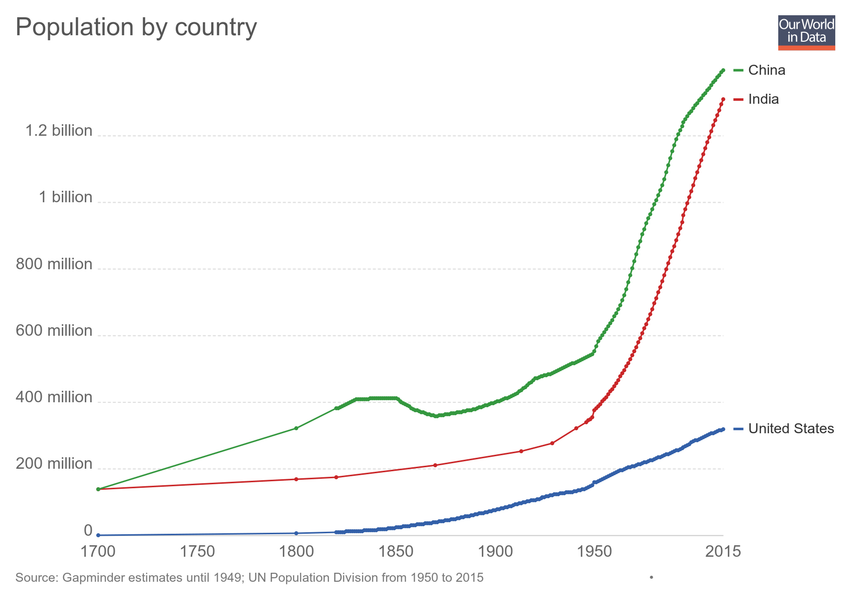 Population by country
Our World
in Data
China
India
1.2 billion
1 billion
800 million
600 million
400 million
United States
200 million
0
1700 1750 1800 1850 1900 1950 2015
Source: Gapminder estimates until 1949; UN Population Division from 1950 to 2015